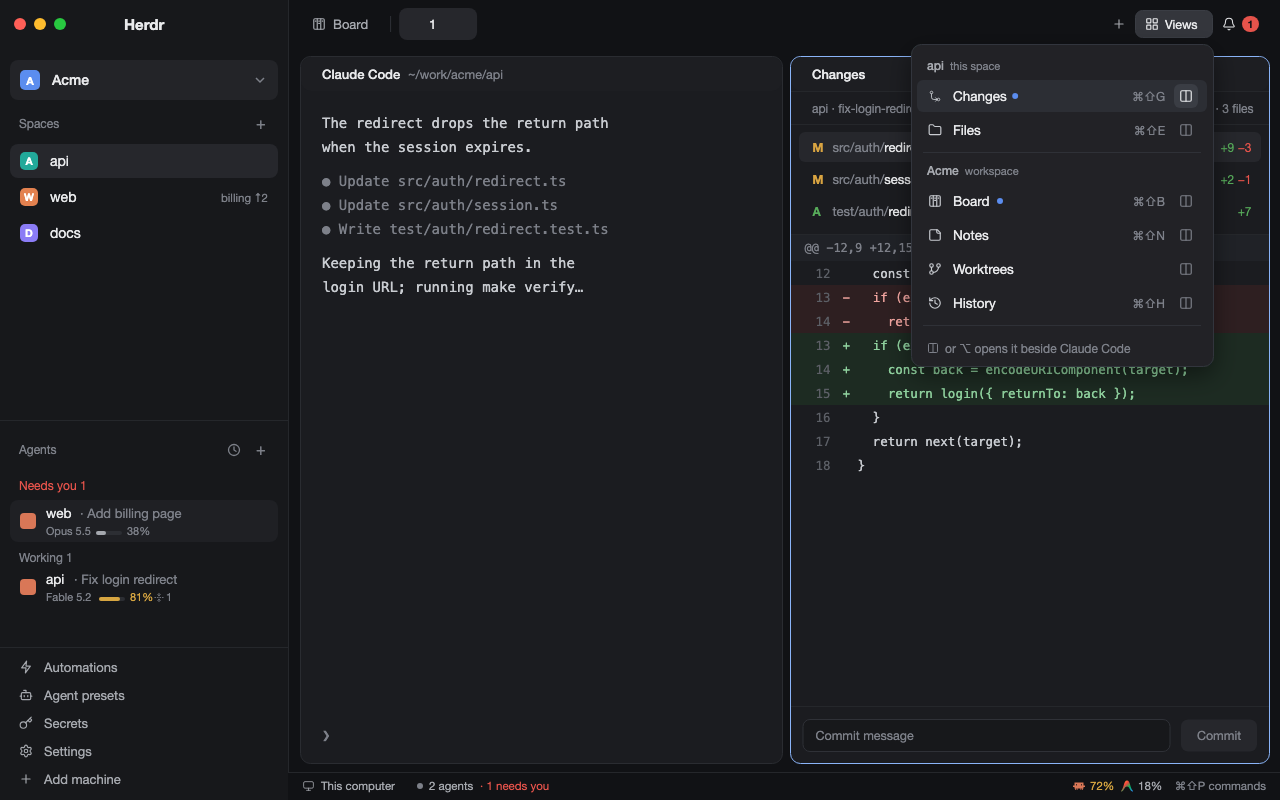 Herdr
A Acme
Spaces +
A api
W web billing ↑2
D docs
Agents +
Needs you 1
web · Add billing page
Opus 5.5 38%
Working 1
api · Fix login redirect
Fable 5.2 81% 1
Automations
Agent presets
Secrets
Settings
+ Add machine
Board 1
+ Views 1
Claude Code ~/work/acme/api
The redirect drops the return path
when the session expires.
● Update src/auth/redirect.ts
● Update src/auth/session.ts
● Write test/auth/redirect.test.ts
Keeping the return path in the
login URL; running make verify…
❯
Changes
api · fix-login-redir · 3 files
M src/auth/redir +9 −3
M src/auth/sess +2 −1
A test/auth/redi +7
@@ −12,9 +12,15
12 const
13 − if (e
14 − ret
13 + if (e
14 + const back = encodeURIComponent(target);
15 + return login({ returnTo: back });
16 }
17 return next(target);
18 }
Commit message Commit
api this space
Changes ⌘⇧G
Files ⌘⇧E
Acme workspace
Board ⌘⇧B
Notes ⌘⇧N
Worktrees
History ⌘⇧H
or ⌥ opens it beside Claude Code
This computer ● 2 agents · 1 needs you
72% 18% ⌘⇧P commands